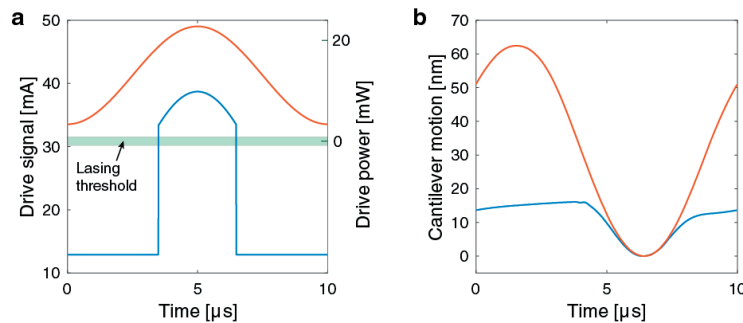 a
Drive signal [mA]
50
40
30
20
10
Lasing
threshold
0
5
10
Time [µs]
20
0
Drive power [mW]
b
Cantilever motion [nm]
70
60
50
40
30
20
10
0
0
5
10
Time [µs]